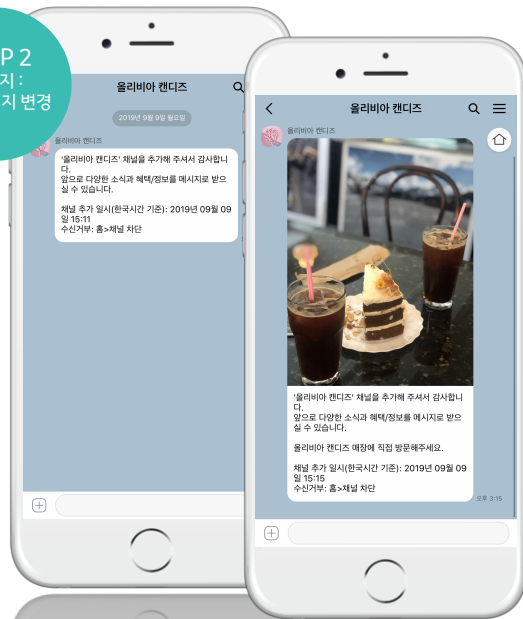 P 2
지 :
지 변경
올리비아 캔디즈
2019년 9월 9일 월요일
올리비아 캔디즈
'올리비아 캔디즈' 채널을 추가해 주셔서 감사합니
다.
앞으로 다양한 소식과 혜택/정보를 메시지로 받으
실 수 있습니다.
채널 추가 일시(한국시간 기준): 2019년 09월 09
일 15:11
수신거부: 홈>채널 차단
올리비아 캔디즈
올리비아 캔디즈
'올리비아 캔디즈' 채널을 추가해 주셔서 감사합니
다.
앞으로 다양한 소식과 혜택/정보를 메시지로 받으
실 수 있습니다.
올리비아 캔디즈 매장에 직접 방문해주세요.
채널 추가 일시(한국시간 기준): 2019년 09월 09
일 15:15
수신거부: 홈>채널 차단
오후 3:15